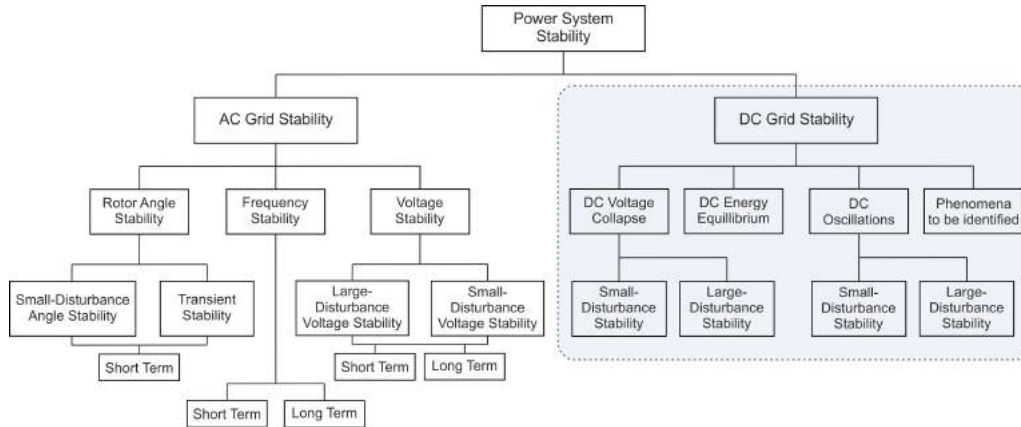 Power System
Stability
AC Grid Stability
DC Grid Stability
Rotor Angle
Stability
Frequency
Stability
Voltage
Stability
DC Voltage
Collapse
DC Energy
Equillibrium
DC
Oscillations
Phenomena
to be identified
Small-Disturbance
Angle Stability
Transient
Stability
Large-
Disturbance
Voltage Stability
Small-
Disturbance
Voltage Stability
Small-
Disturbance
Stability
Large-
Disturbance
Stability
Small-
Disturbance
Stability
Large-
Disturbance
Stability
Short Term
Short Term
Long Term
Short Term
Long Term